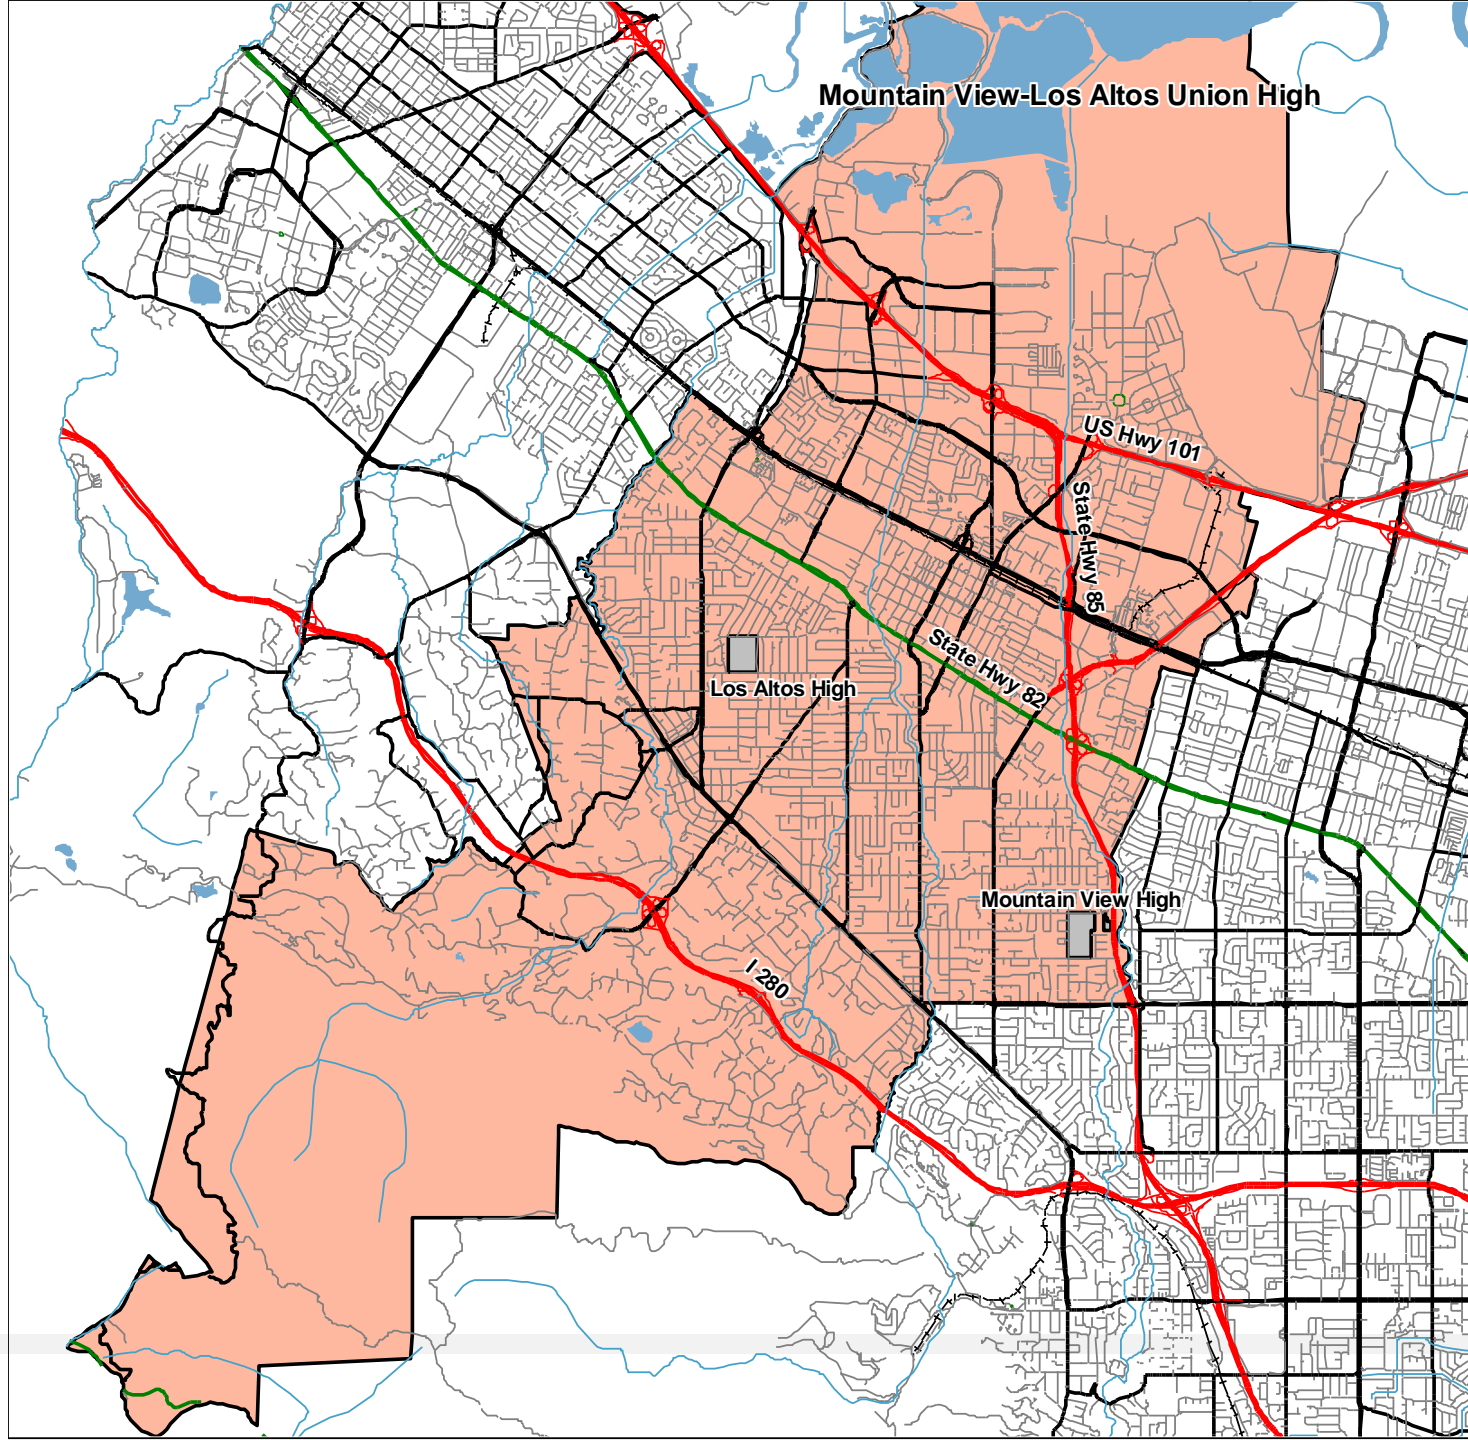 Mountain View-Los Altos Union High
US Hwy 101
State Hwy 85
State Hwy 82
Los Altos High
Mountain View High
I 280